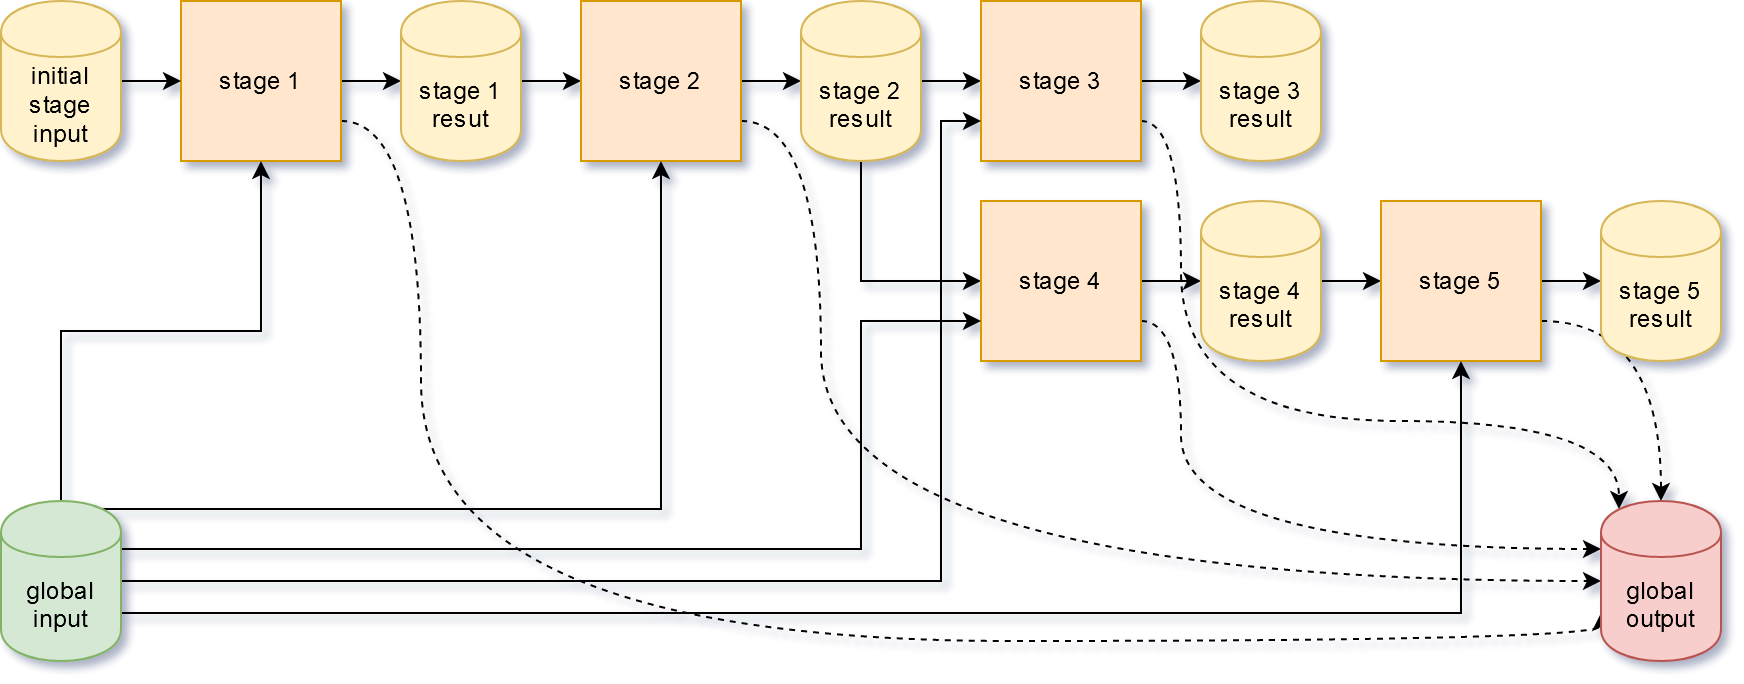 initial
stage
input
stage 1
stage 1
resut
stage 2
stage 2
result
stage 3
stage 3
result
stage 4
stage 4
result
stage 5
stage 5
result
global
input
global
output